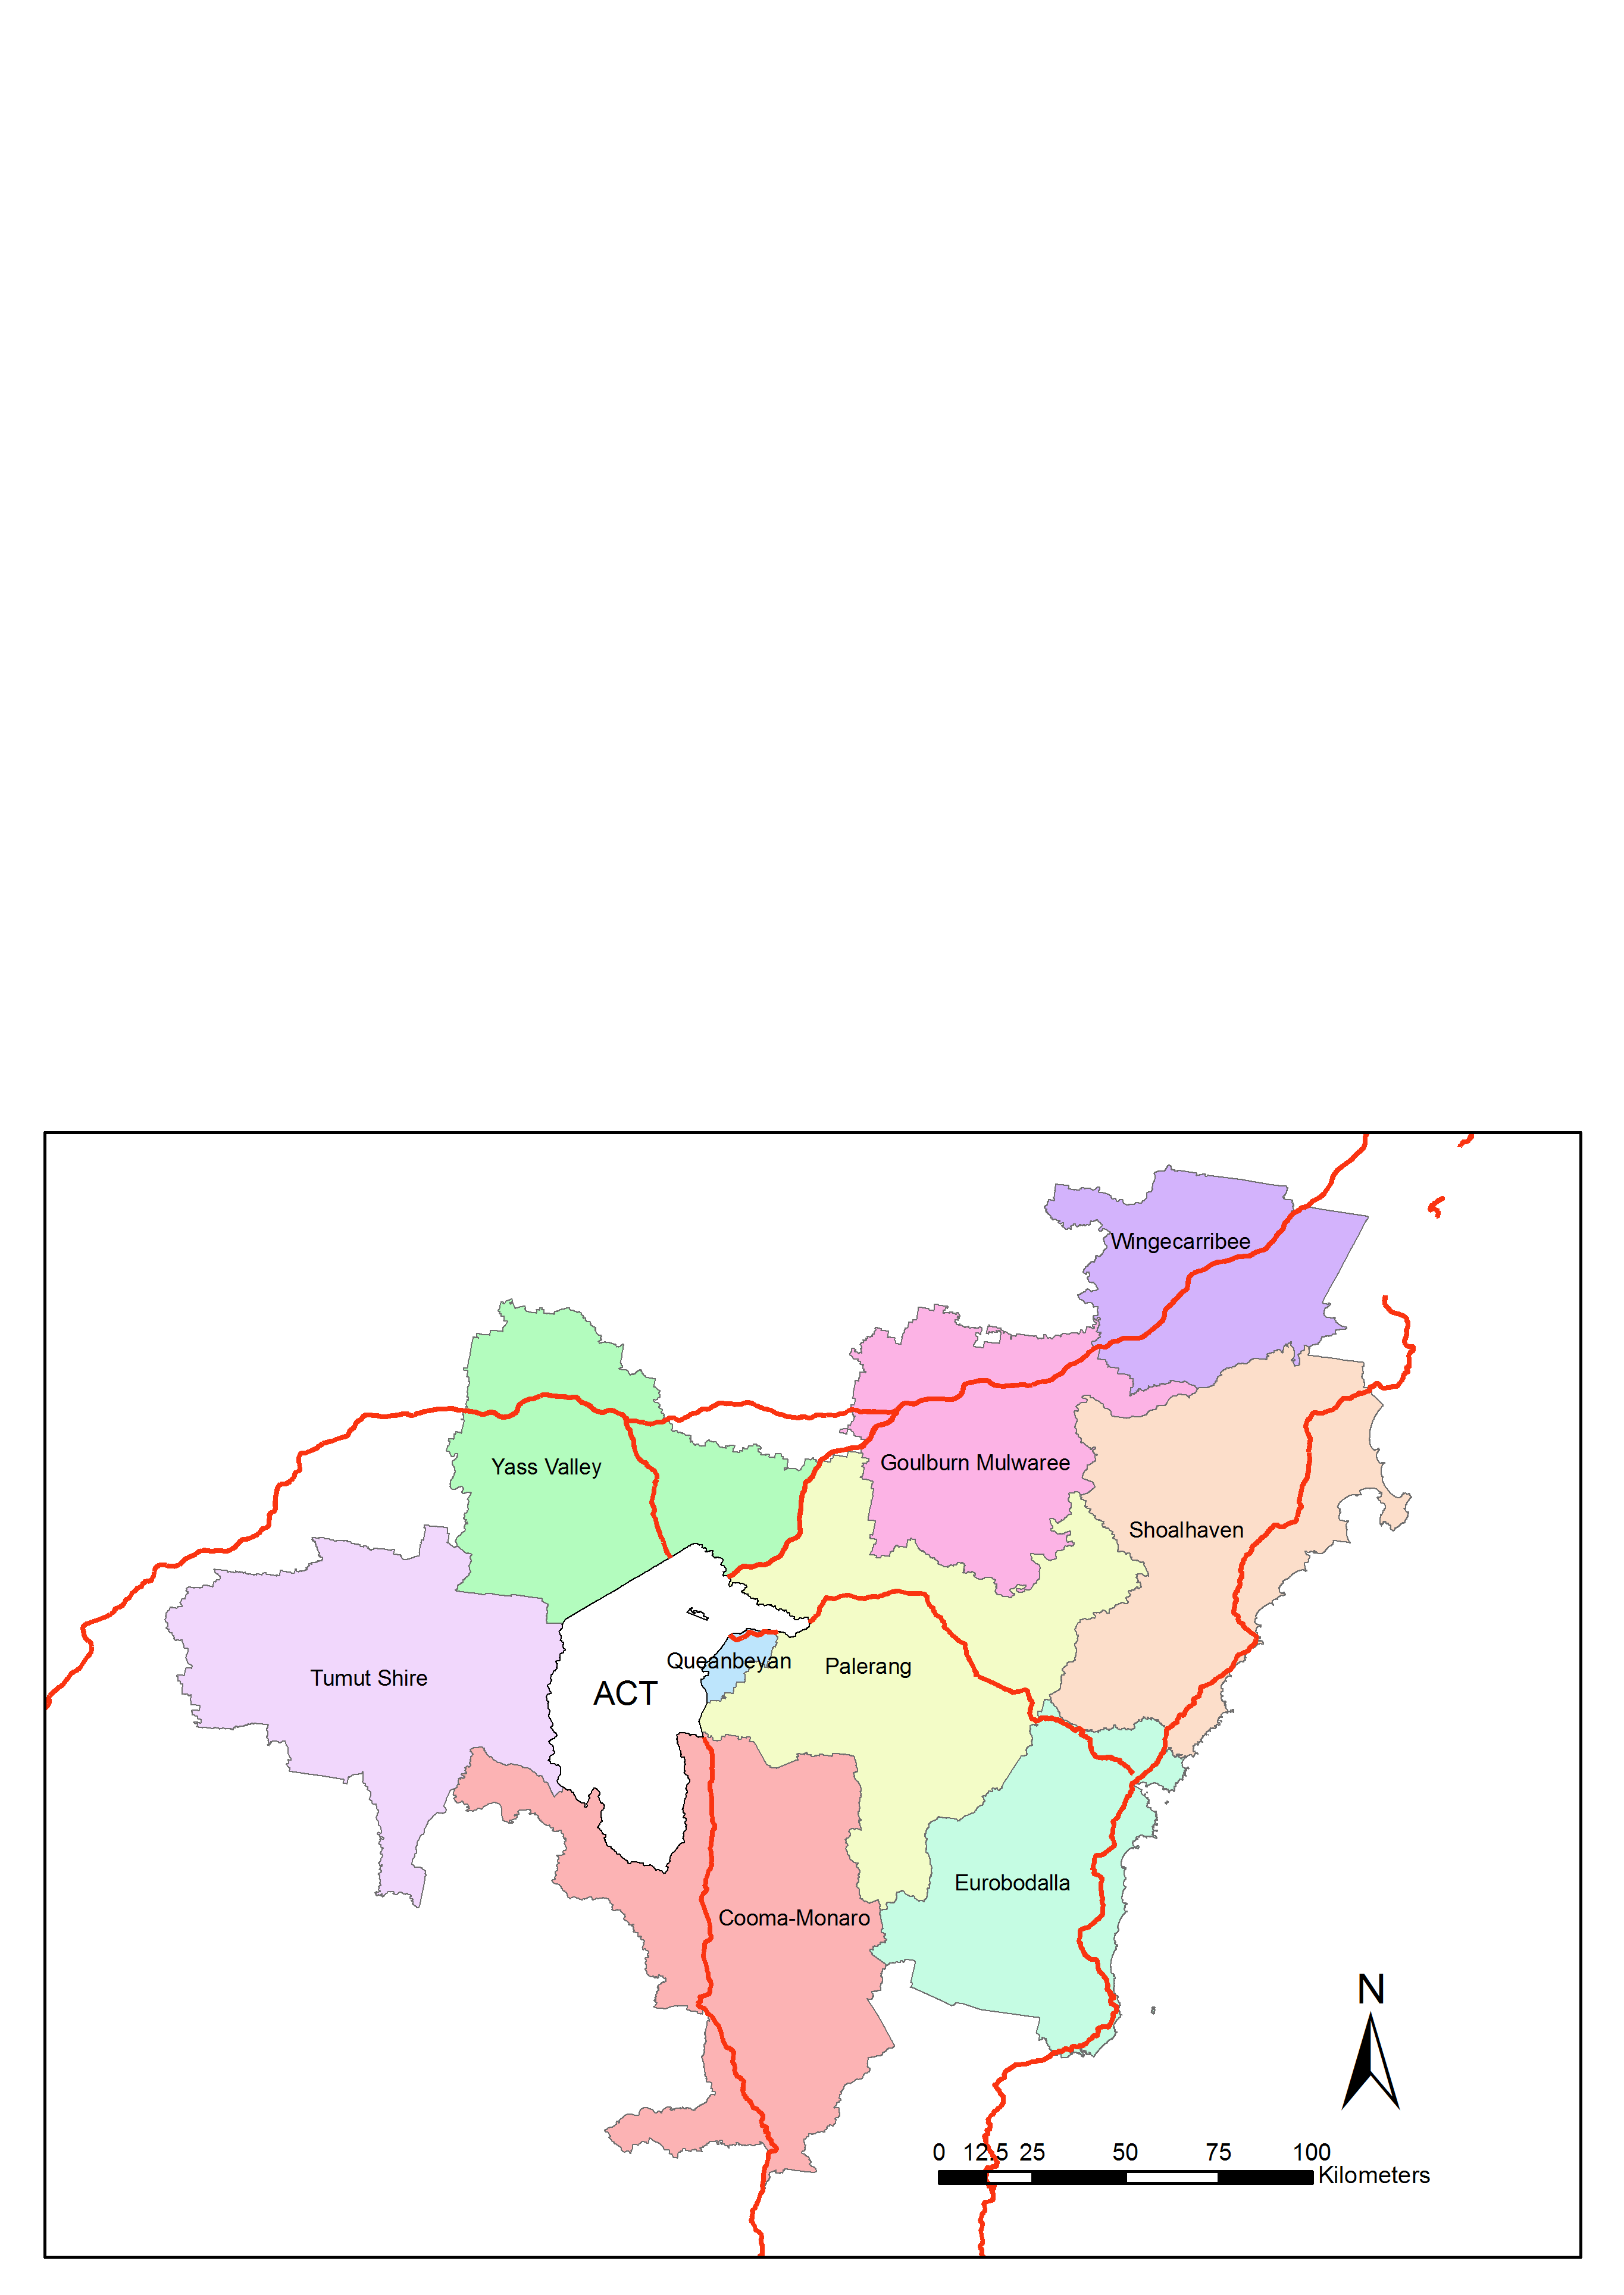 Wingecarribee
Goulburn Mulwaree
Yass Valley
Shoalhaven
Queanbeyan
Palerang
Tumut Shire
ACT
Eurobodalla
Cooma-Monaro
N
0 12.5 25 50 75 100
Kilometers